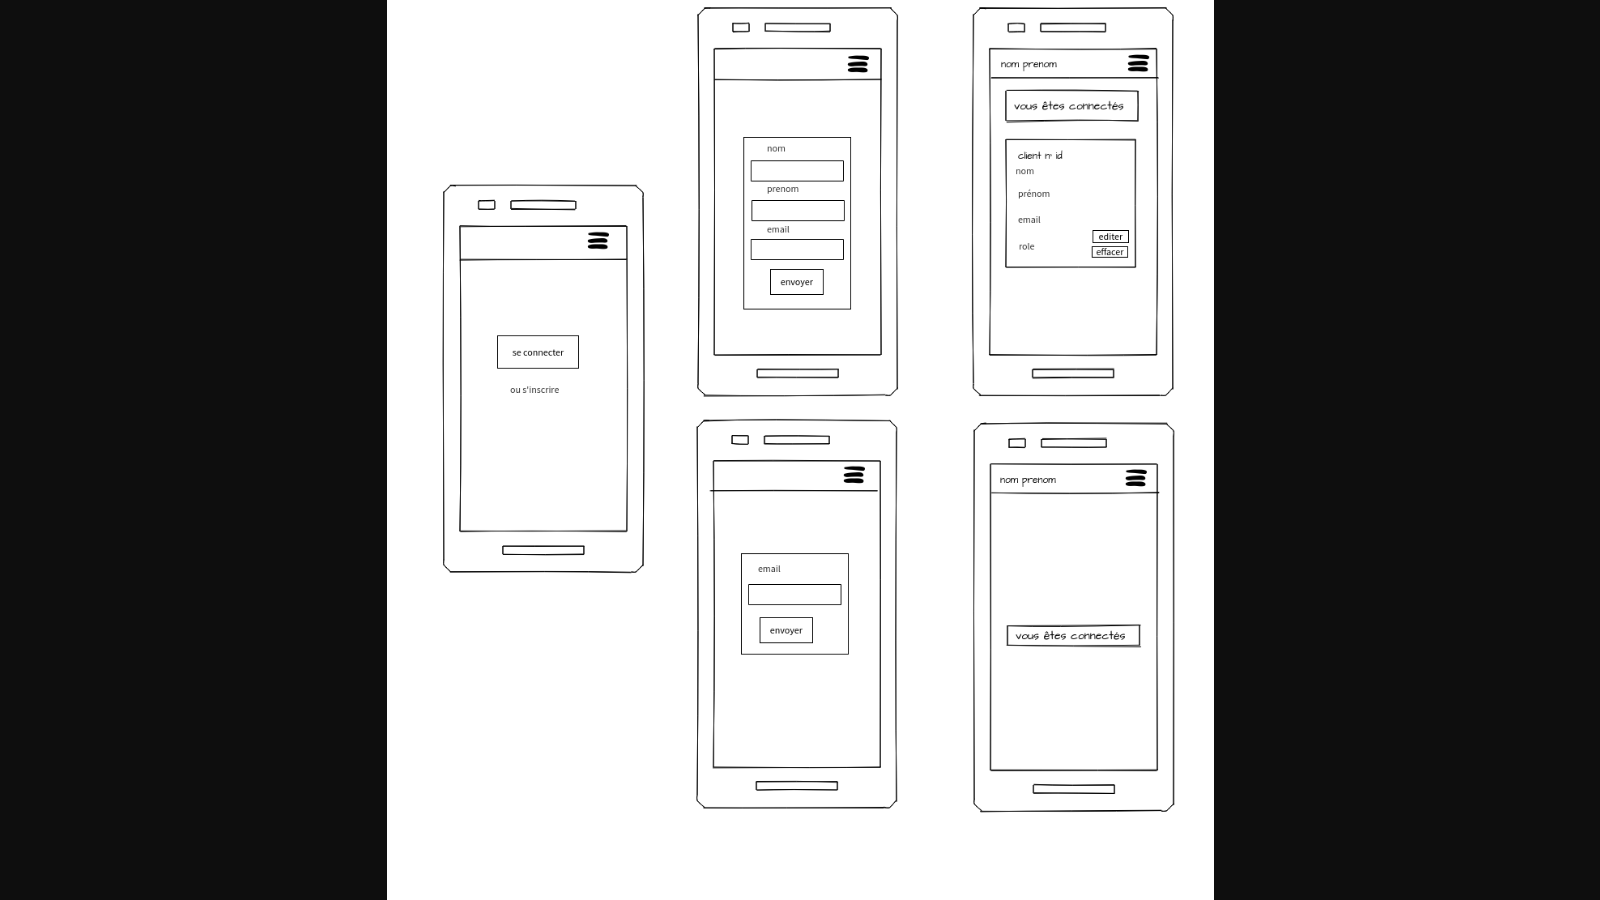 se connecter
ou s'inscrire
nom
prenom
email
envoyer
nom prenom
vous êtes connectés
client n° id
nom
prénom
email
role
editer
effacer
email
envoyer
nom prenom
vous êtes connectés